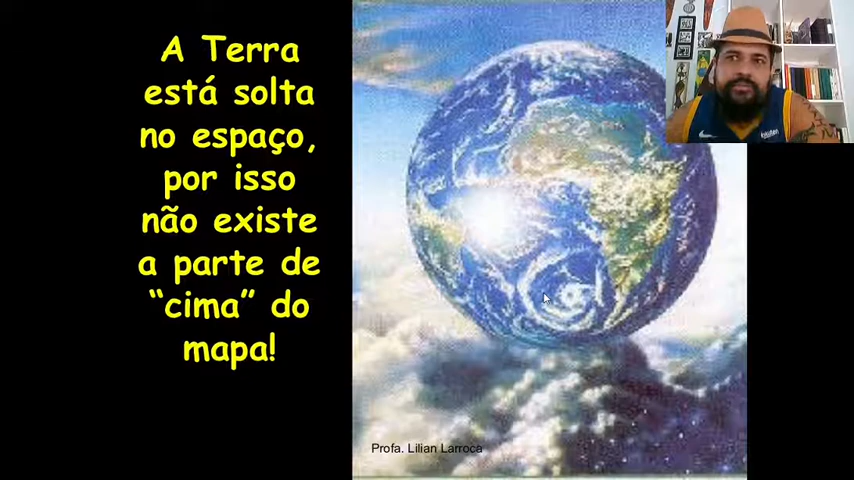 A Terra
está solta
no espaço,
por isso
não existe
a parte de
“cima” do
mapa!
Profa. Lilian Larroca